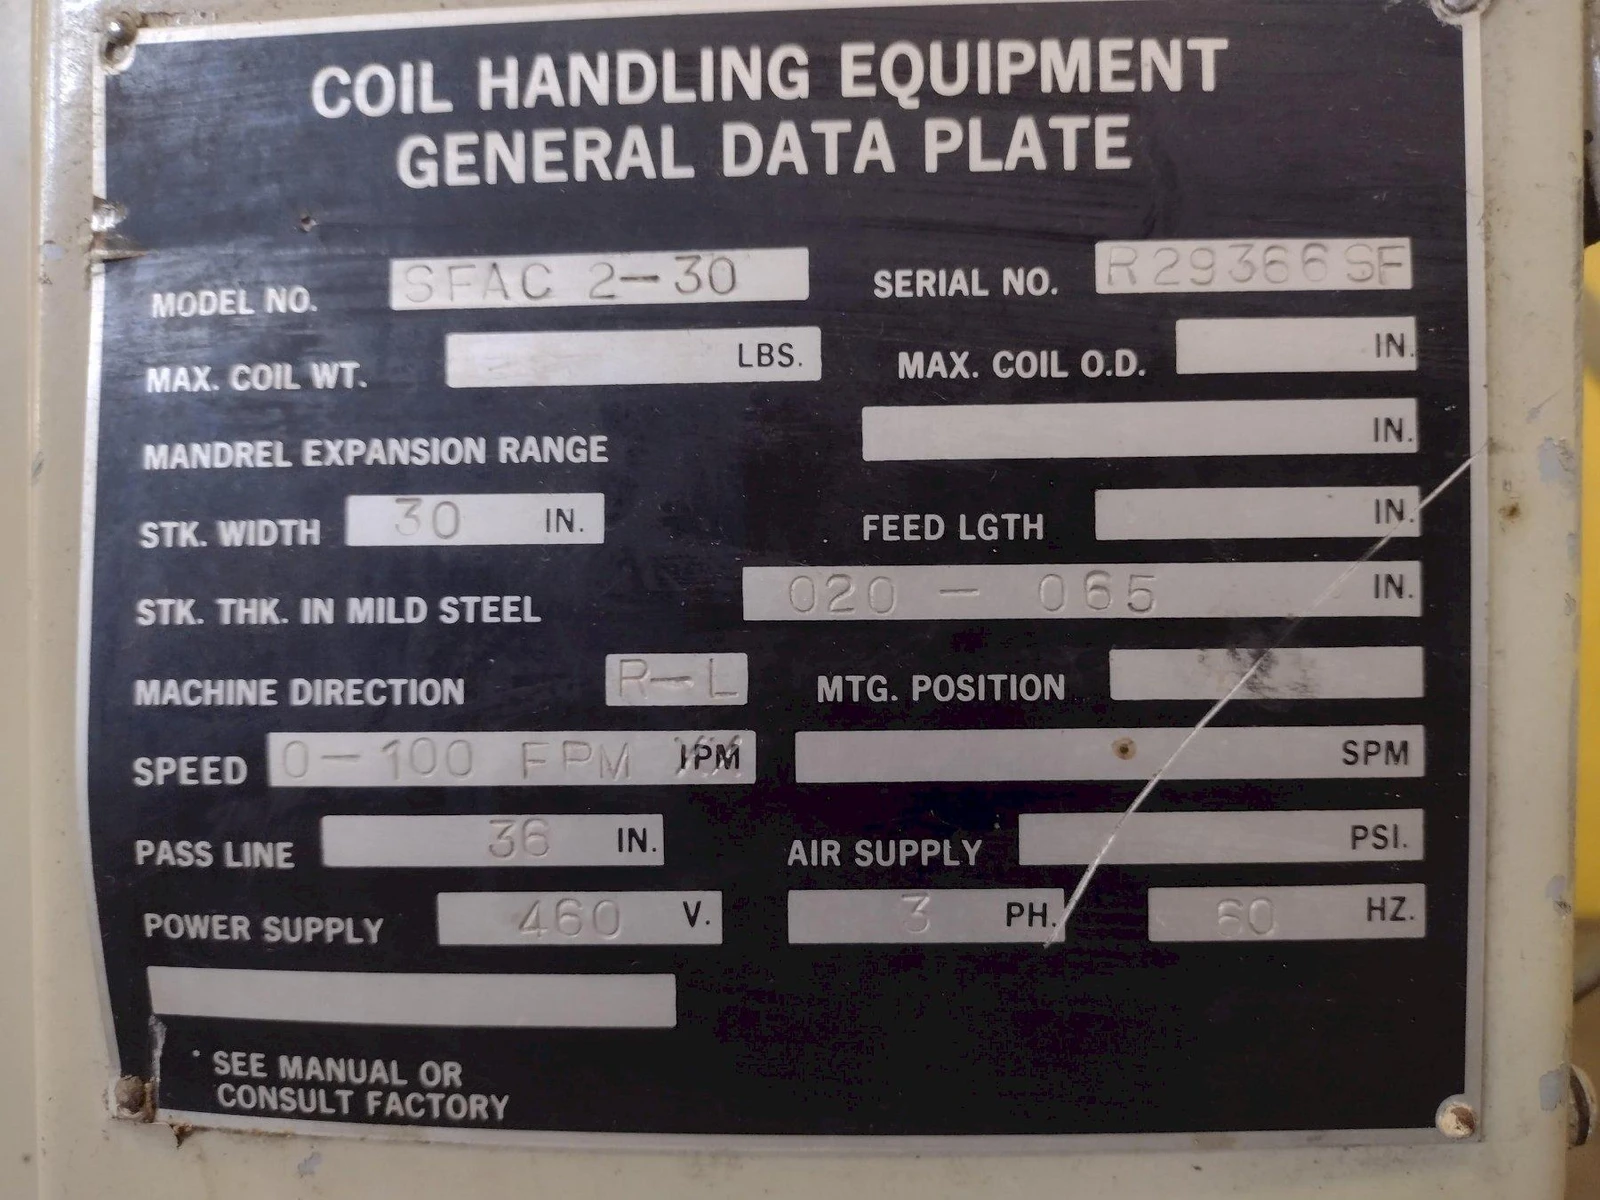 COIL HANDLING EQUIPMENT
GENERAL DATA PLATE
MODEL NO. SFAC 2-30 SERIAL NO. R29366SF
MAX. COIL WT. LBS. MAX. COIL O.D. IN.
MANDREL EXPANSION RANGE IN.
STK. WIDTH 30 IN. FEED LGTH IN.
STK. THK. IN MILD STEEL 020 - 065 IN.
MACHINE DIRECTION R-L MTG. POSITION
SPEED 0-100 FPM IPM SPM
PASS LINE 36 IN. AIR SUPPLY PSI.
POWER SUPPLY 460 V. 3 PH. 60 HZ.
SEE MANUAL OR
CONSULT FACTORY